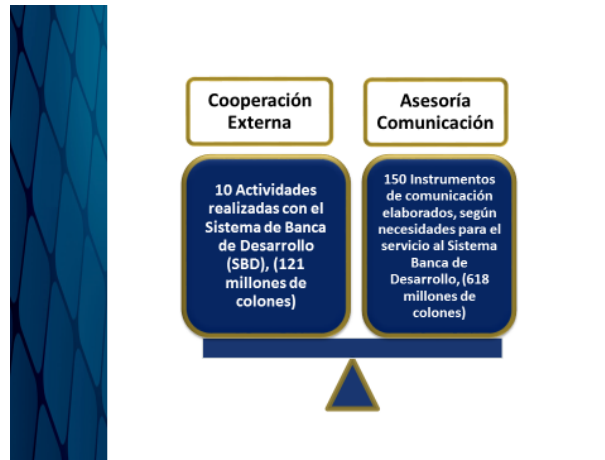 Cooperación
Externa
Asesoría
Comunicación
10 Actividades
realizadas con el
Sistema de Banca
de Desarrollo
(SBD), (121
millones de
colones)
150 Instrumentos
de comunicación
elaborados, según
necesidades para el
servicio al Sistema
Banca de
Desarrollo, (618
millones de
colones)